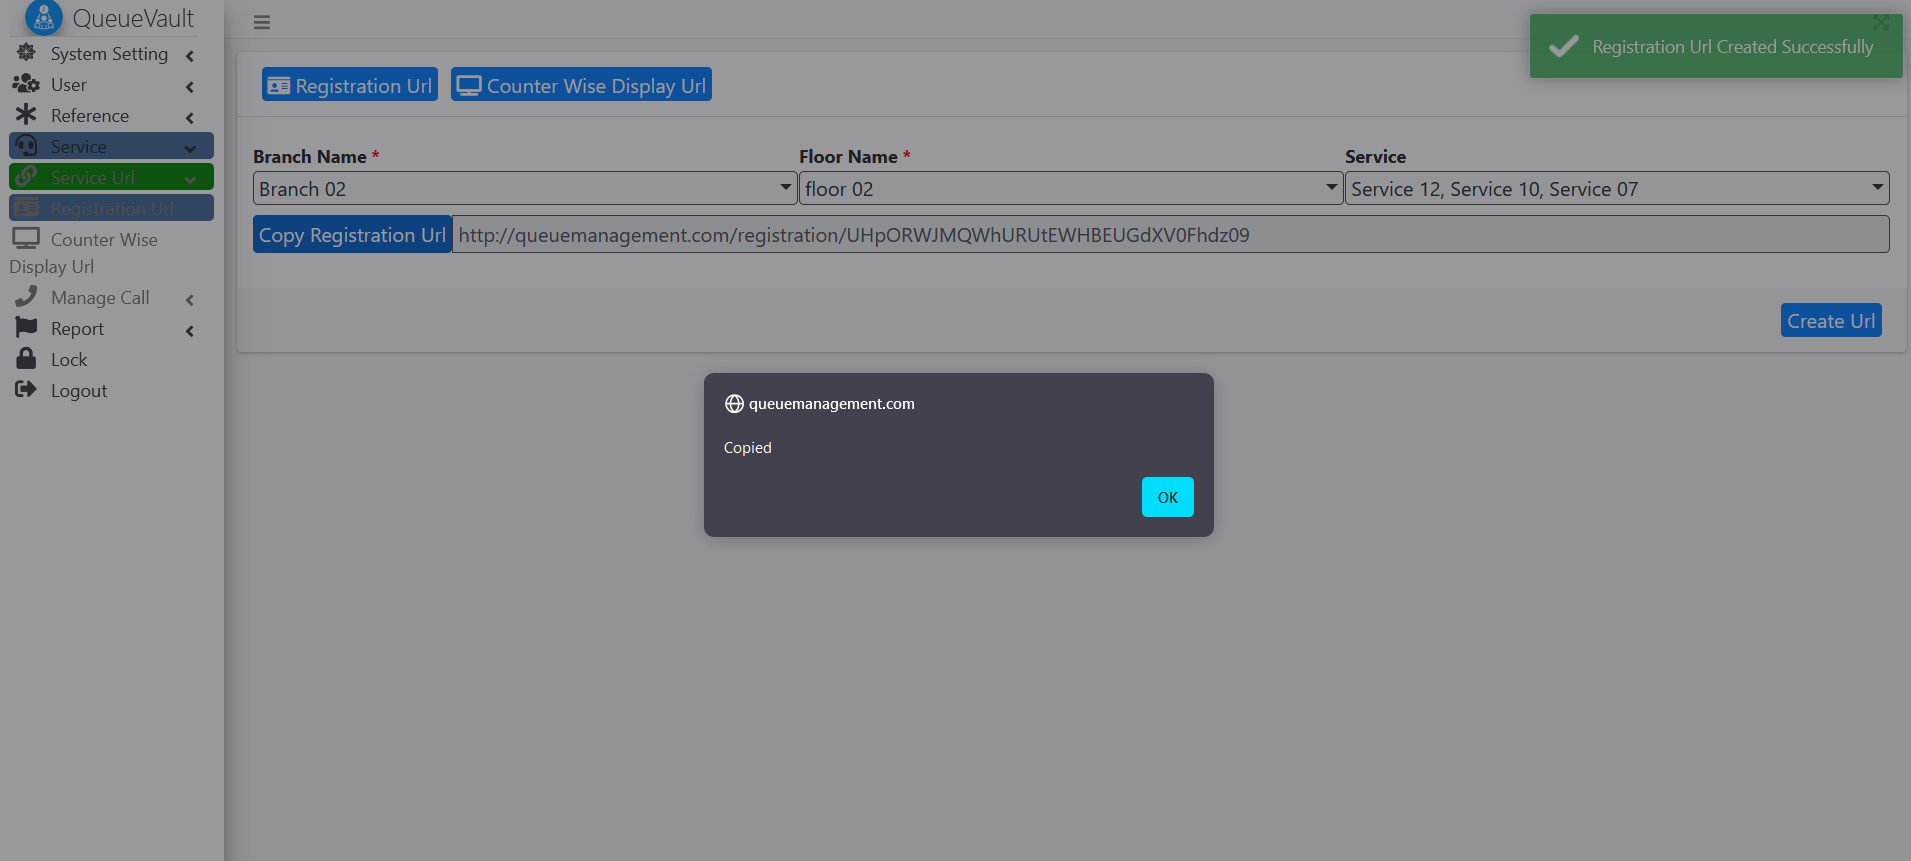 QueueVault
System Setting
User
Reference
Service
Service Url
Registration Url
Counter Wise
Display Url
Manage Call
Report
Lock
Logout
Registration Url Created Successfully
Registration Url
Counter Wise Display Url
Branch Name *
Floor Name *
Service
Branch 02
floor 02
Service 12, Service 10, Service 07
Copy Registration Url
http://queuemanagement.com/registration/UHpORWJMQWhURUtEWHBEUGdXV0Fhdz09
Create Url
queuemanagement.com
Copied
OK